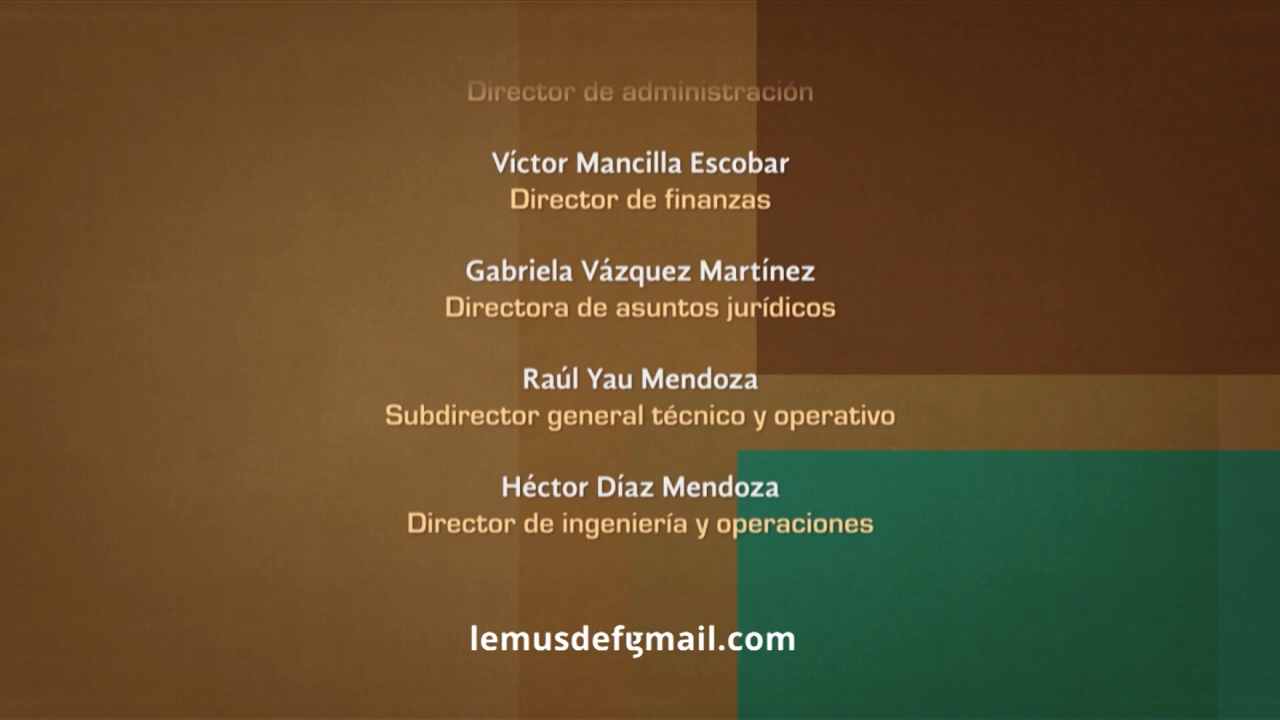 Director de administración
Víctor Mancilla Escobar
Director de finanzas
Gabriela Vázquez Martínez
Directora de asuntos jurídicos
Raúl Yau Mendoza
Subdirector general técnico y operativo
Héctor Díaz Mendoza
Director de ingeniería y operaciones
lemusdefgmail.com